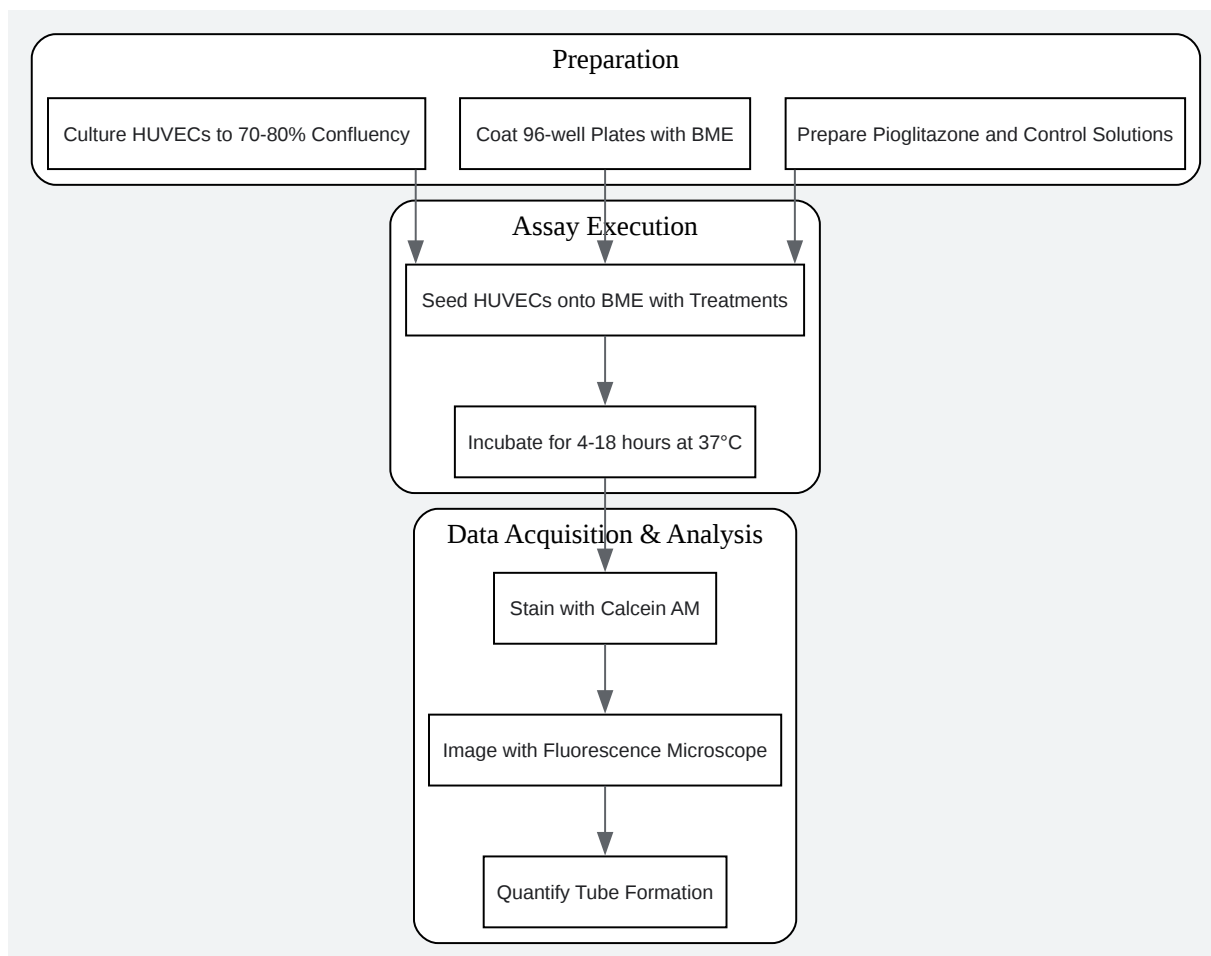 Preparation
Culture HUVECs to 70-80% Confluency
Coat 96-well Plates with BME
Prepare Pioglitazone and Control Solutions
Assay Execution
Seed HUVECs onto BME with Treatments
Incubate for 4-18 hours at 37°C
Data Acquisition & Analysis
Stain with Calcein AM
Image with Fluorescence Microscope
Quantify Tube Formation